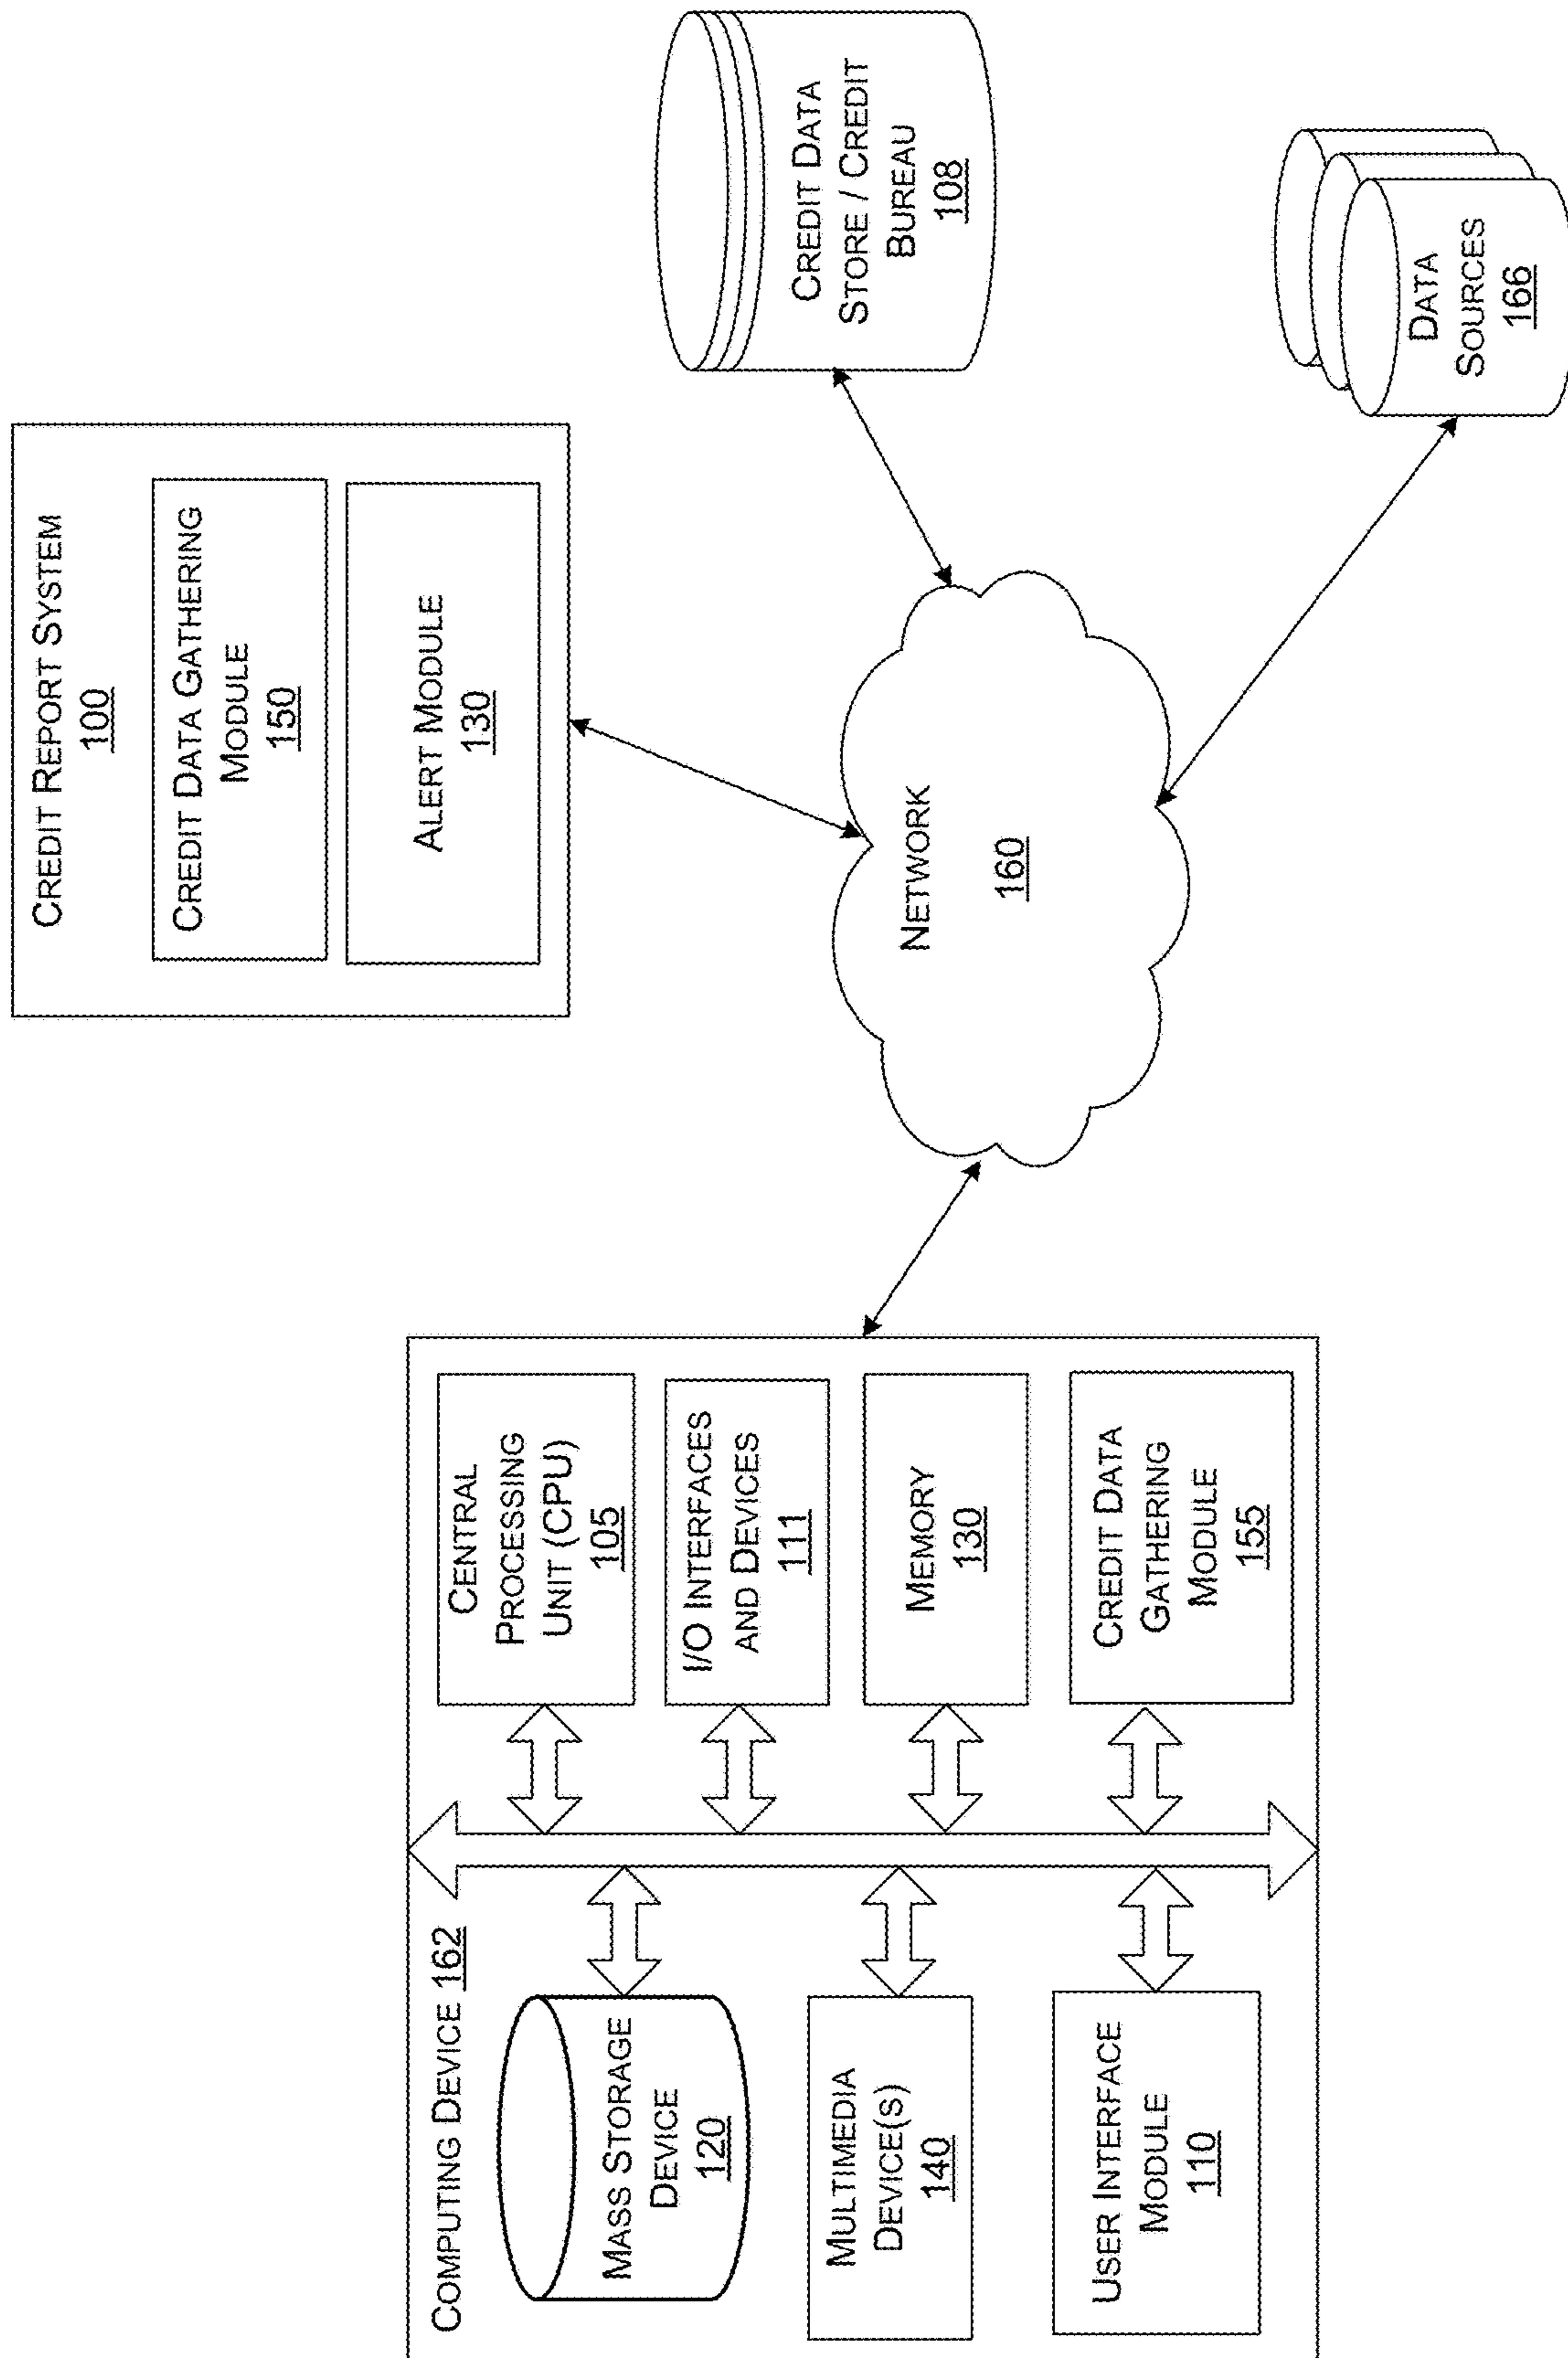 COMPUTING DEVICE 162
MASS STORAGE
DEVICE
120
MULTIMEDIA
DEVICE(S)
140
USER INTERFACE
MODULE
110
CENTRAL
PROCESSING
UNIT (CPU)
105
I/O INTERFACES
AND DEVICES
111
MEMORY
130
CREDIT DATA
GATHERING
MODULE
155
NETWORK
160
CREDIT REPORT SYSTEM
100
CREDIT DATA GATHERING
MODULE
150
ALERT MODULE
130
CREDIT DATA
STORE / CREDIT
BUREAU
108
DATA
SOURCES
166